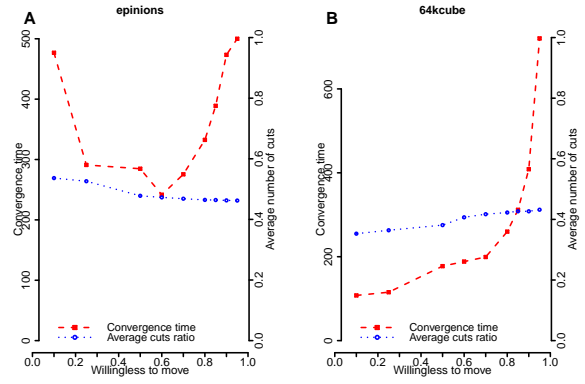 A
epinions
500
400
300
200
100
0
Convergence time
1.0
0.8
0.6
0.4
0.2
0.0
Average number of cuts
Convergence time
Average cuts ratio
0.0 0.2 0.4 0.6 0.8 1.0
Willingness to move
B
64kcube
600
400
200
0
Convergence time
1.0
0.8
0.6
0.4
0.2
0.0
Average number of cuts
Convergence time
Average cuts ratio
0.0 0.2 0.4 0.6 0.8 1.0
Willingness to move